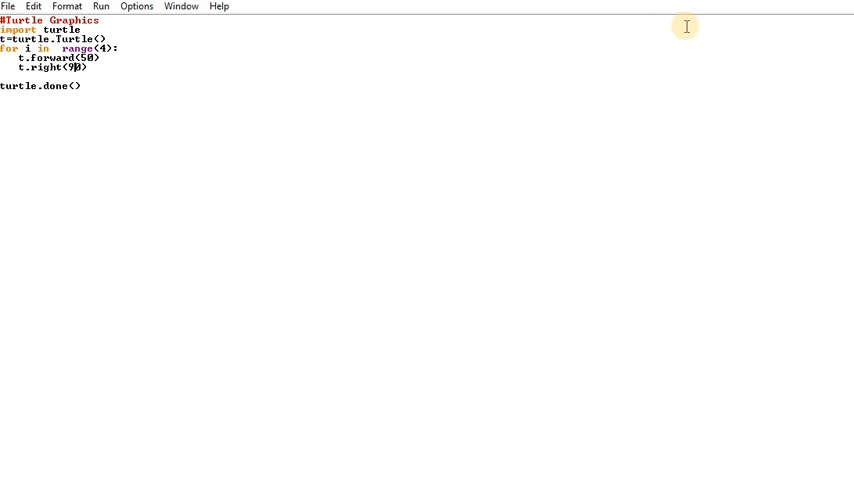 File Edit Format Run Options Window Help
#Turtle Graphics
import turtle
t=turtle.Turtle()
for i in  range(4):
   t.forward(50)
   t.right(90)
turtle.done()